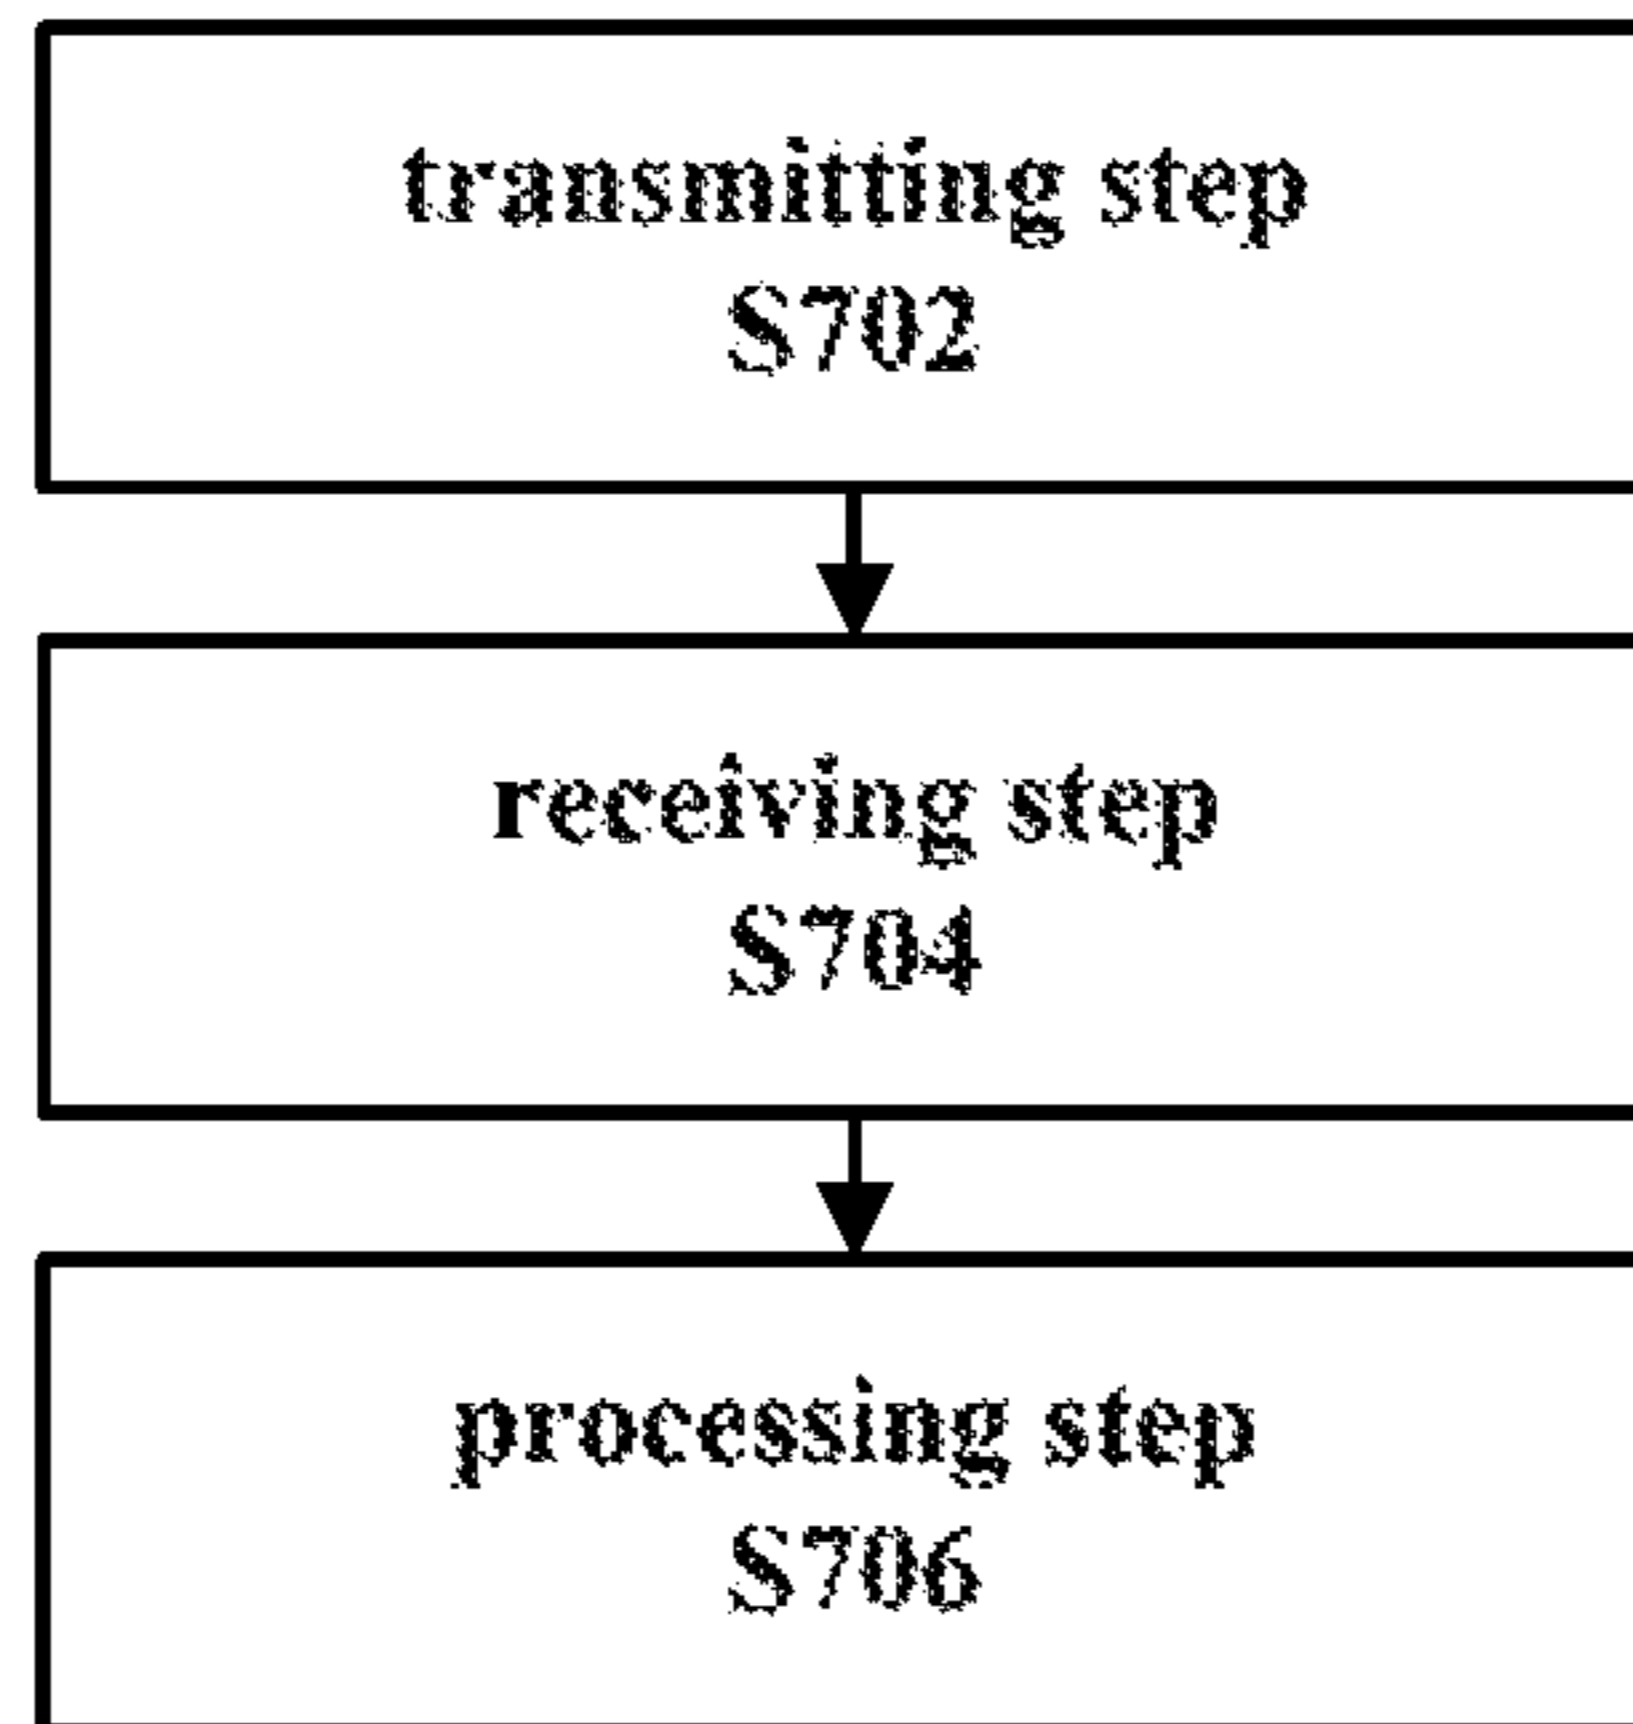 transmitting step
S702
receiving step
S704
processing step
S706